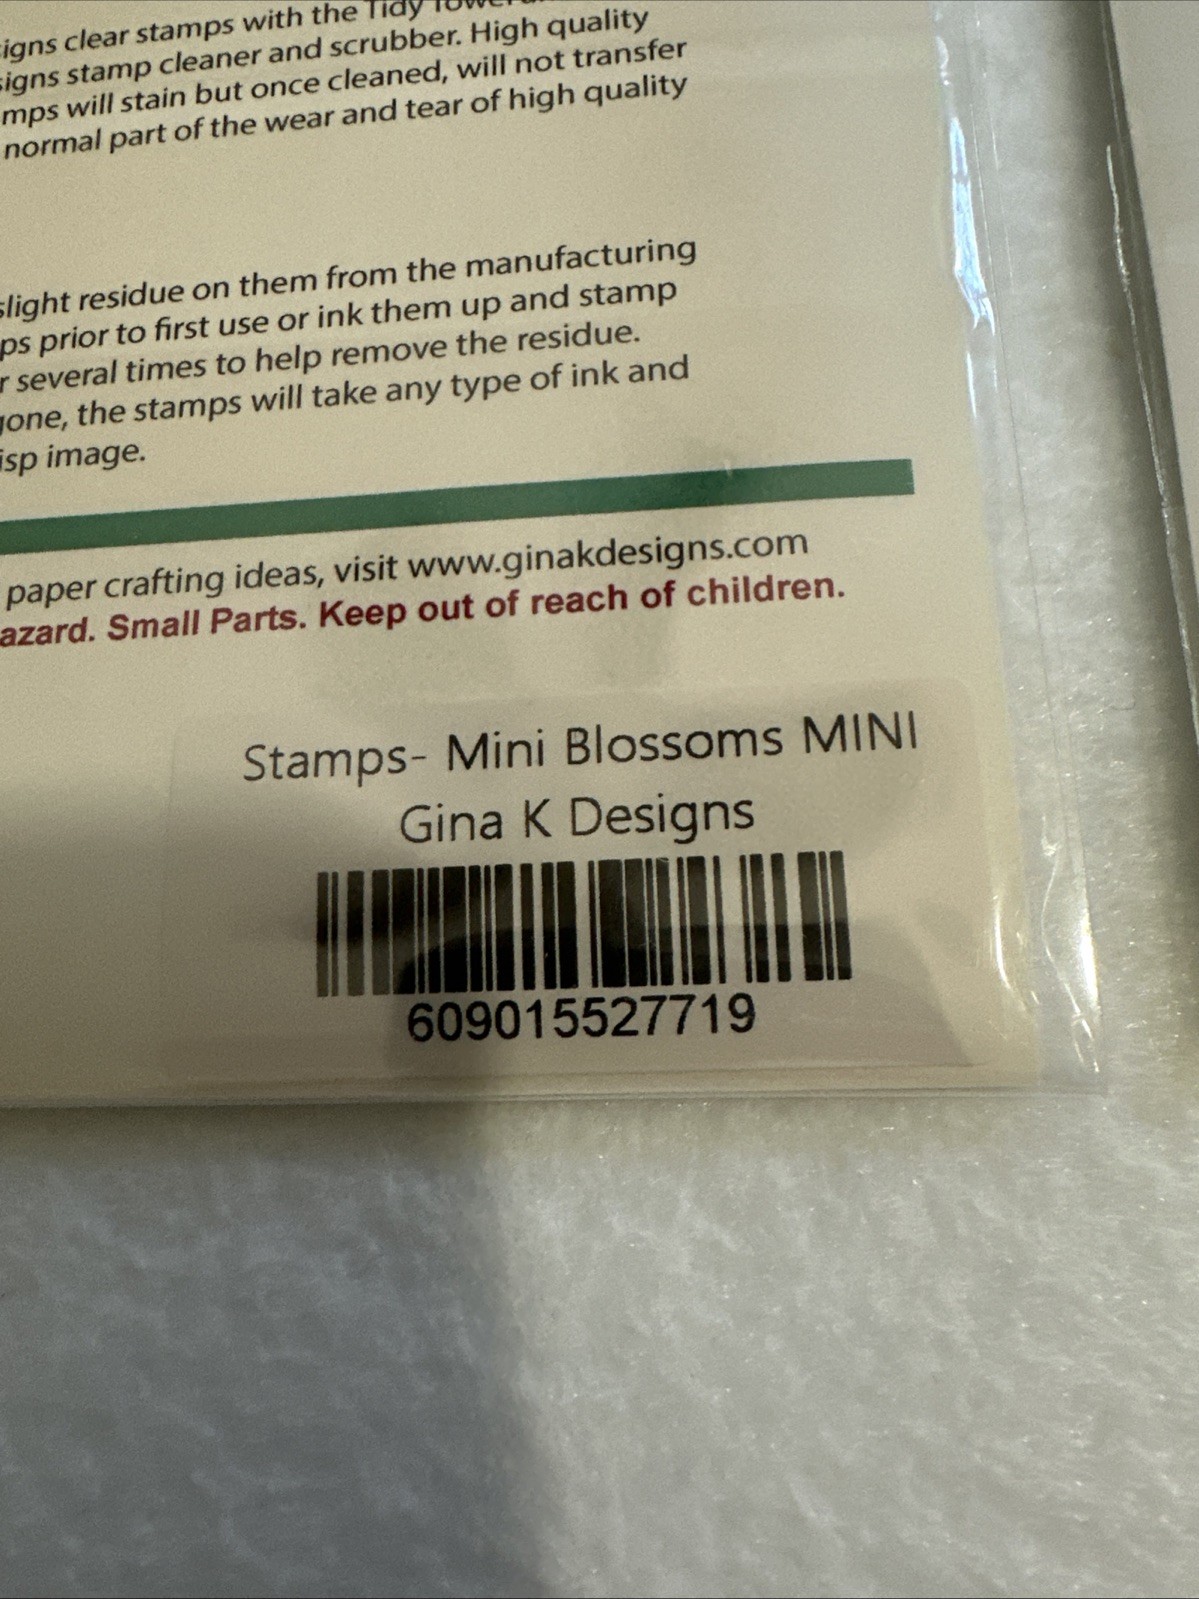 igns clear stamps with the Tidy
igns stamp cleaner and scrubber. High quality
mps will stain but once cleaned, will not transfer
normal part of the wear and tear of high quality
slight residue on them from the manufacturing
ps prior to first use or ink them up and stamp
r several times to help remove the residue.
gone, the stamps will take any type of ink and
isp image.
paper crafting ideas, visit www.ginakdesigns.com
azard. Small Parts. Keep out of reach of children.
Stamps- Mini Blossoms MINI
Gina K Designs
609015527719